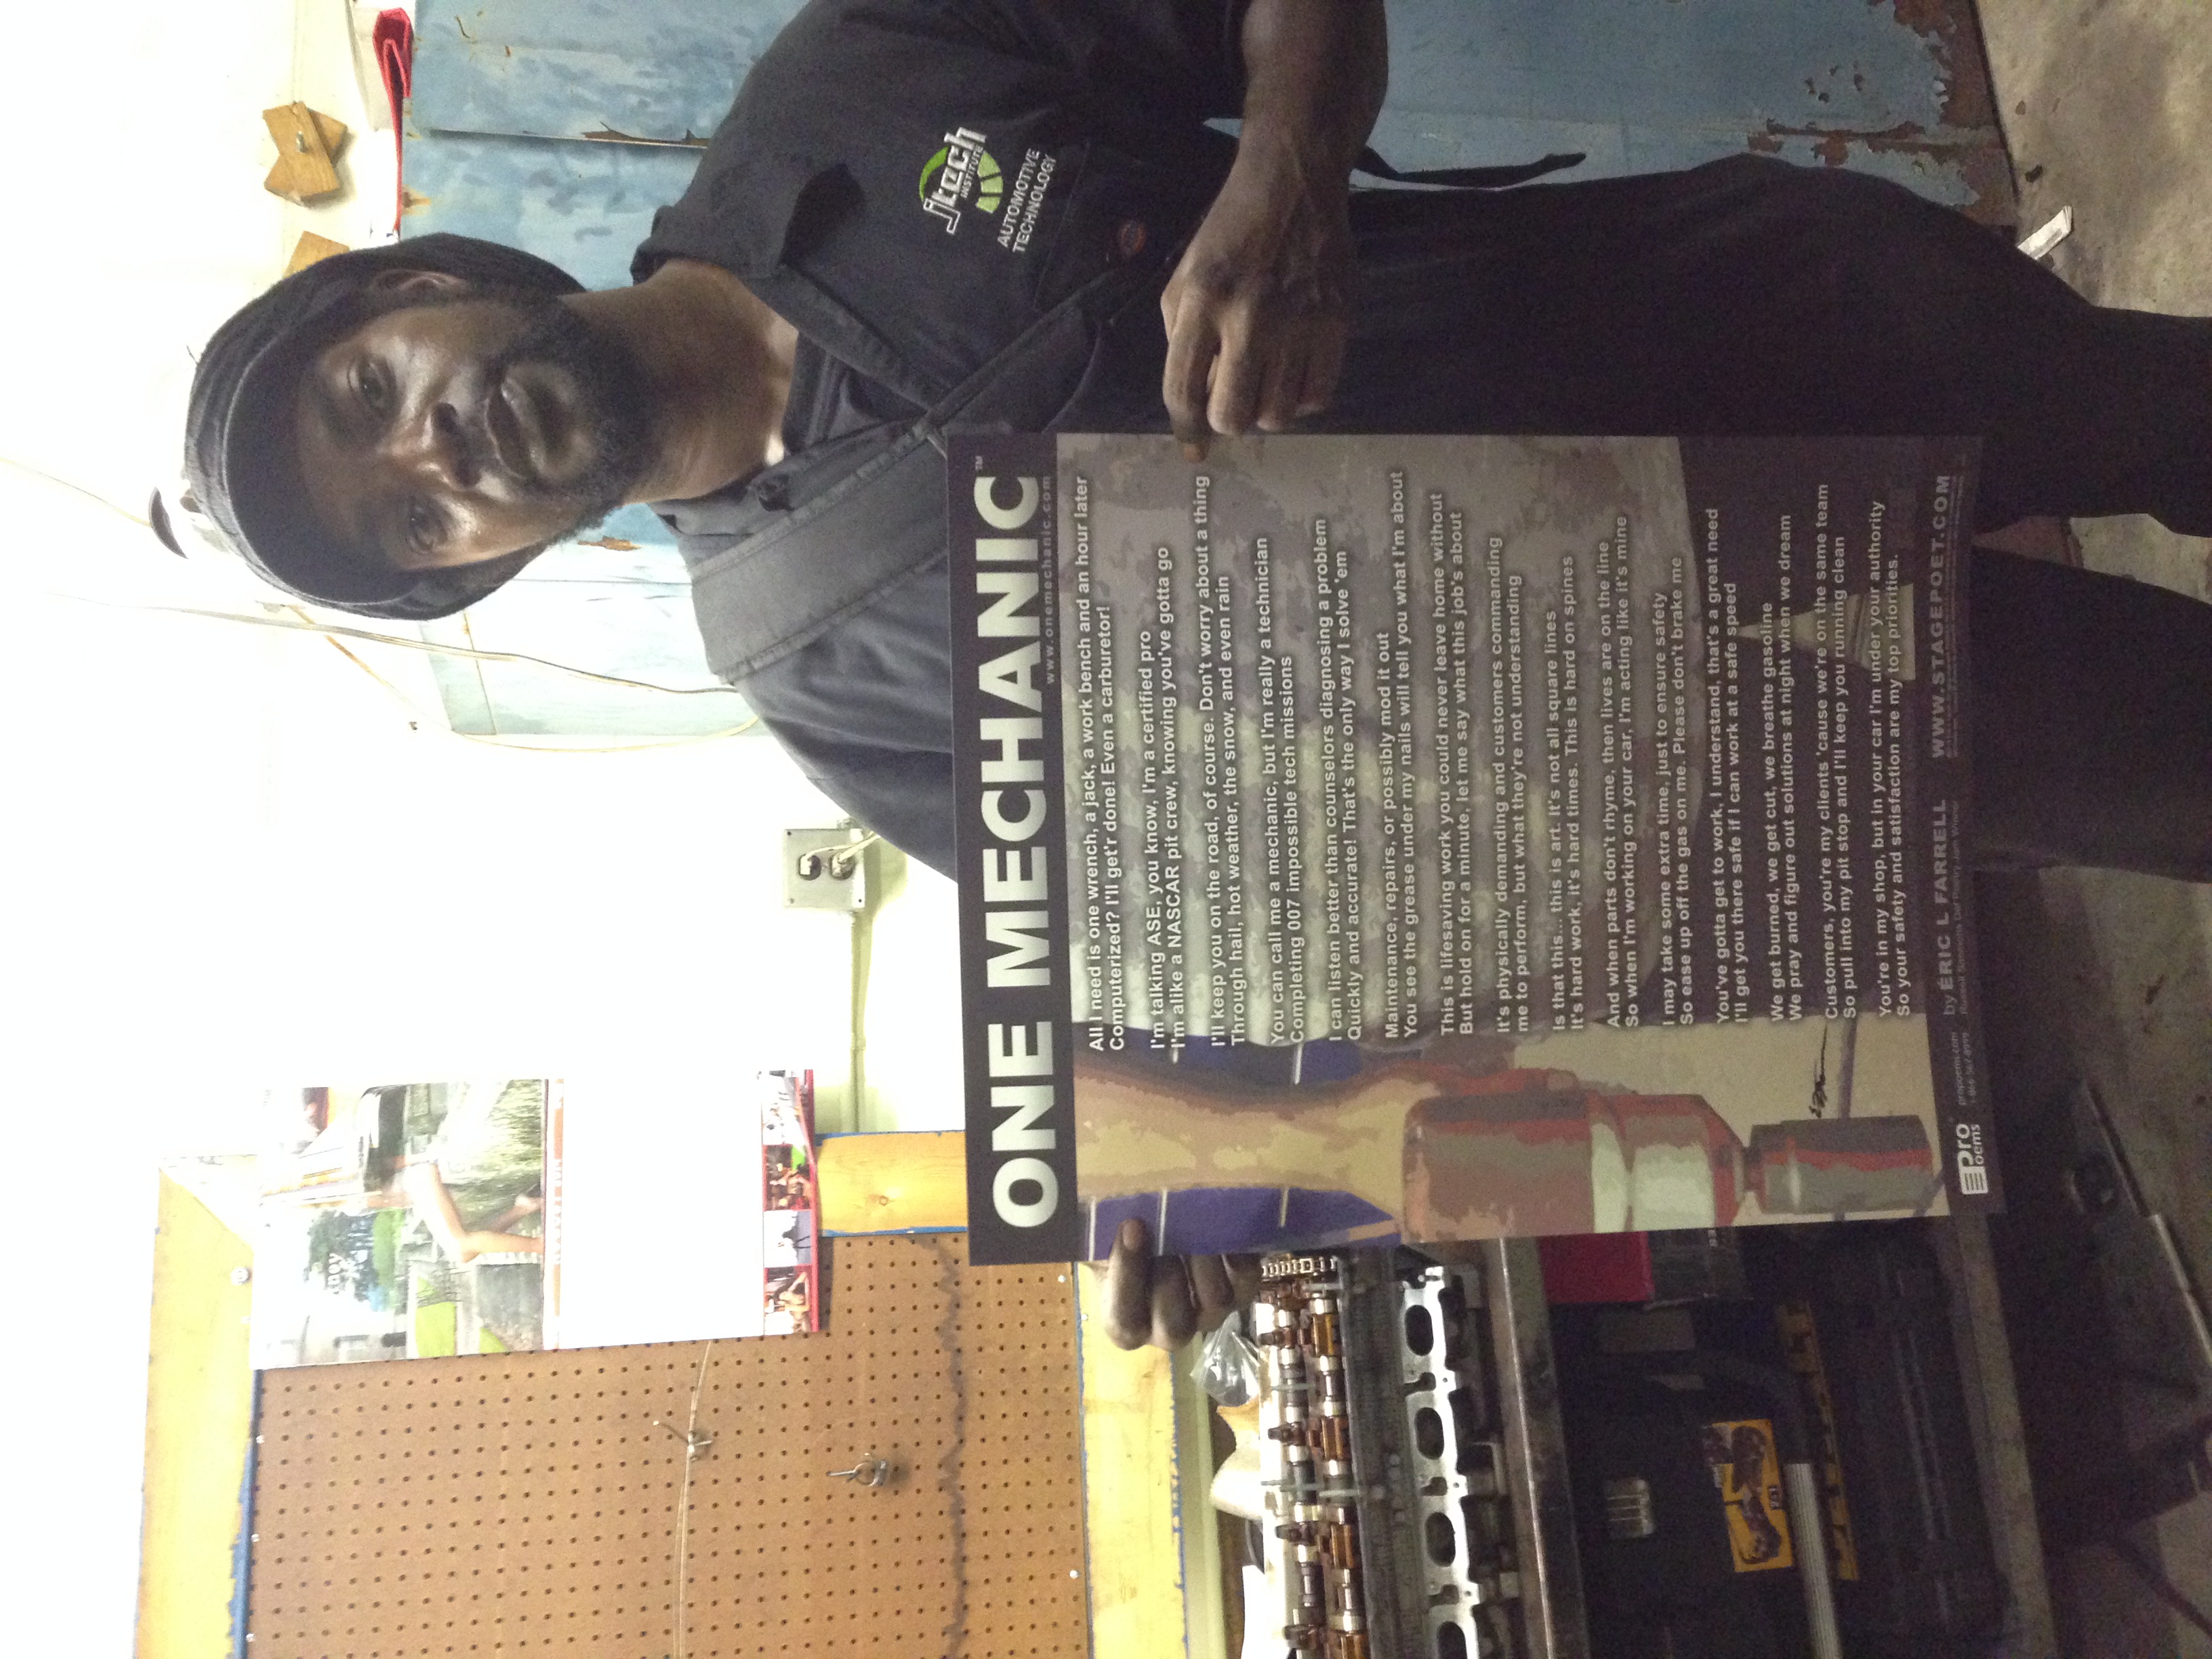 jtech
INSTITUTE
AUTOMOTIVE
TECHNOLOGY
ONE MECHANIC™
www.onemechanic.com
All I need is one wrench, a jack, a work bench and an hour later
Computerized? I'll get'r done! Even a carburetor!
I'm talking ASE, you know, I'm a certified pro
I'm alike a NASCAR pit crew, knowing you've gotta go
I'll keep you on the road, of course. Don't worry about a thing
Through hail, hot weather, the snow, and even rain
You can call me a mechanic, but I'm really a technician
Completing 007 impossible tech missions
I can listen better than counselors diagnosing a problem
Quickly and accurate! That's the only way I solve 'em
Maintenance, repairs, or possibly mod it out
You see the grease under my nails will tell you what I'm about
This is lifesaving work you could never leave home without
But hold on for a minute, let me say what this job's about
It's physically demanding and customers commanding
me to perform, but what they're not understanding
Is that this... this is art. It's not all square lines
It's hard work, it's hard times. This is hard on spines
And when parts don't rhyme, then lives are on the line
So when I'm working on your car, I'm acting like it's mine
I may take some extra time, just to ensure safety
So ease up off the gas on me. Please don't brake me
You've gotta get to work, I understand, that's a great need
I'll get you there safe if I can work at a safe speed
We get burned, we get cut, we breathe gasoline
We pray and figure out solutions at night when we dream
Customers, you're my clients 'cause we're on the same team
So pull into my pit stop and I'll keep you running clean
You're in my shop, but in your car I'm under your authority
So your safety and satisfaction are my top priorities.
Pro
Poems
propoems.com
by ERIC L FARRELL
WWW.STAGEPOET.COM